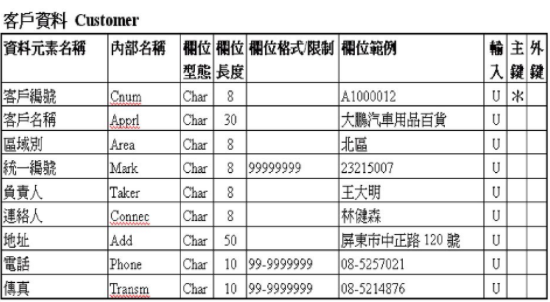 客戶資料 Customer
資料元素名稱 內部名稱 欄位型態 欄位長度 欄位格式/限制 欄位範例 輸入 主鍵 外鍵
客戶編號 Cnum Char 8 A1000012 U *
客戶名稱 Apprl Char 30 大鵬汽車用品百貨 U
區域別 Area Char 8 北區 U
統一編號 Mark Char 8 99999999 23215007 U
負責人 Taker Char 8 王大明 U
連絡人 Connec Char 8 林健森 U
地址 Add Char 50 屏東市中正路 120 號 U
電話 Phone Char 10 99-9999999 08-5257021 U
傳真 Transm Char 10 99-9999999 08-5214876 U